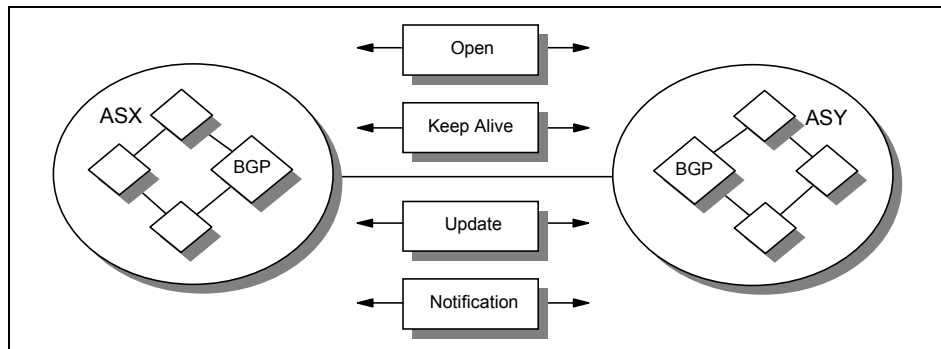 Open
ASX
Keep Alive
ASY
BGP
BGP
Update
Notification